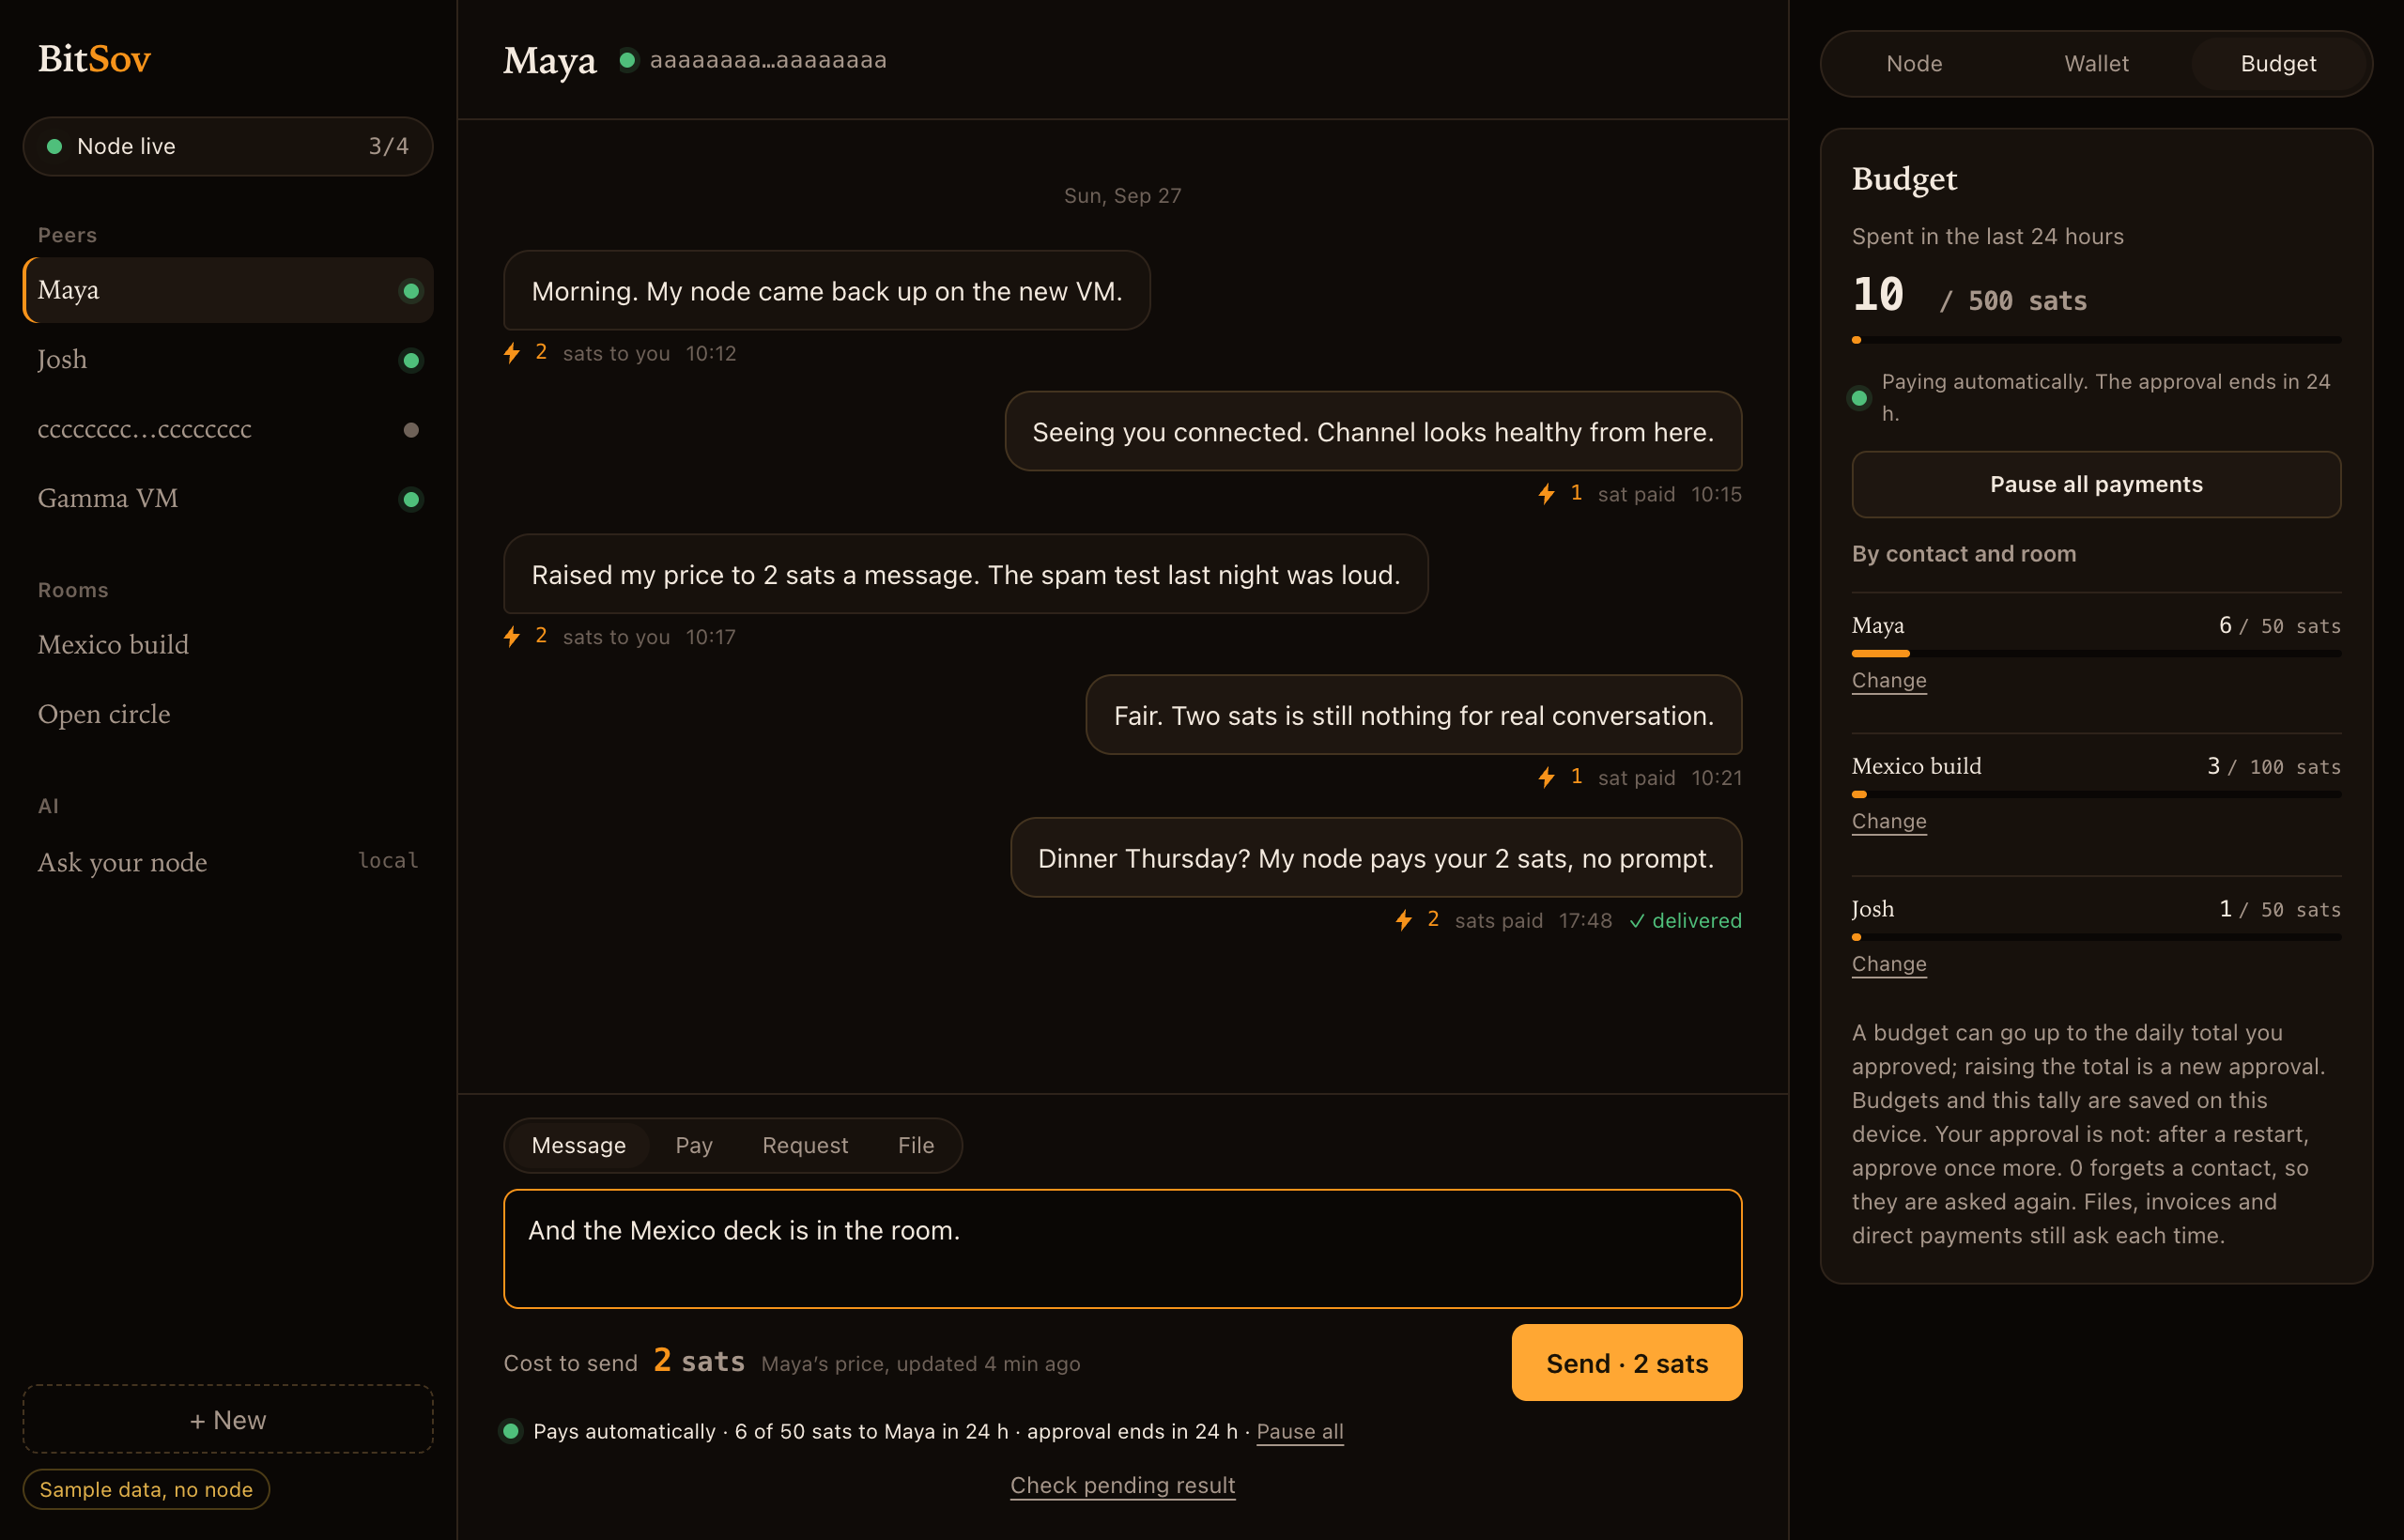 BitSov
Node live 3/4
Peers
Maya
Josh
cccccccc…cccccccc
Gamma VM
Rooms
Mexico build
Open circle
AI
Ask your node local
+ New
Sample data, no node
Maya aaaaaaaa…aaaaaaaa
Sun, Sep 27
Morning. My node came back up on the new VM.
2 sats to you 10:12
Seeing you connected. Channel looks healthy from here.
1 sat paid 10:15
Raised my price to 2 sats a message. The spam test last night was loud.
2 sats to you 10:17
Fair. Two sats is still nothing for real conversation.
1 sat paid 10:21
Dinner Thursday? My node pays your 2 sats, no prompt.
2 sats paid 17:48 ✓ delivered
Message Pay Request File
And the Mexico deck is in the room.
Cost to send 2 sats Maya’s price, updated 4 min ago
Send · 2 sats
Pays automatically · 6 of 50 sats to Maya in 24 h · approval ends in 24 h · Pause all
Check pending result
Node Wallet Budget
Budget
Spent in the last 24 hours
10 / 500 sats
Paying automatically. The approval ends in 24
h.
Pause all payments
By contact and room
Maya 6 / 50 sats
Change
Mexico build 3 / 100 sats
Change
Josh 1 / 50 sats
Change
A budget can go up to the daily total you
approved; raising the total is a new approval.
Budgets and this tally are saved on this
device. Your approval is not: after a restart,
approve once more. 0 forgets a contact, so
they are asked again. Files, invoices and
direct payments still ask each time.